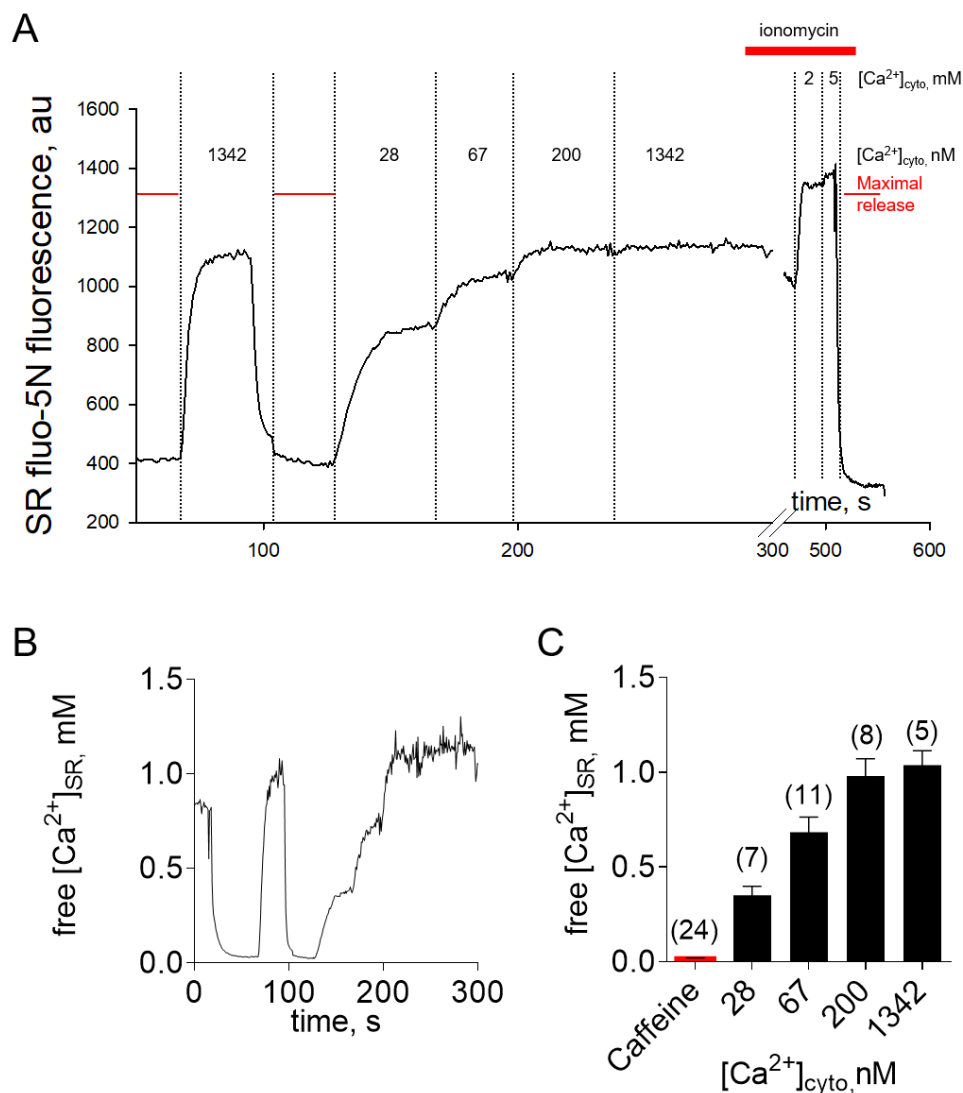 A
ionomycin
2 5 [Ca²⁺]cyto, mM
1342 28 67 200 1342 [Ca²⁺]cyto, nM
Maximal
release
SR fluo-5N fluorescence, au
1600
1400
1200
1000
800
600
400
200
time, s
100 200 300 500 600
B
free [Ca²⁺]SR, mM
1.5
1.0
0.5
0.0
0 100 200 300
time, s
C
free [Ca²⁺]SR, mM
1.5
1.0
0.5
0.0
(24) (7) (11) (8) (5)
Caffeine 28 67 200 1342
[Ca²⁺]cyto,nM